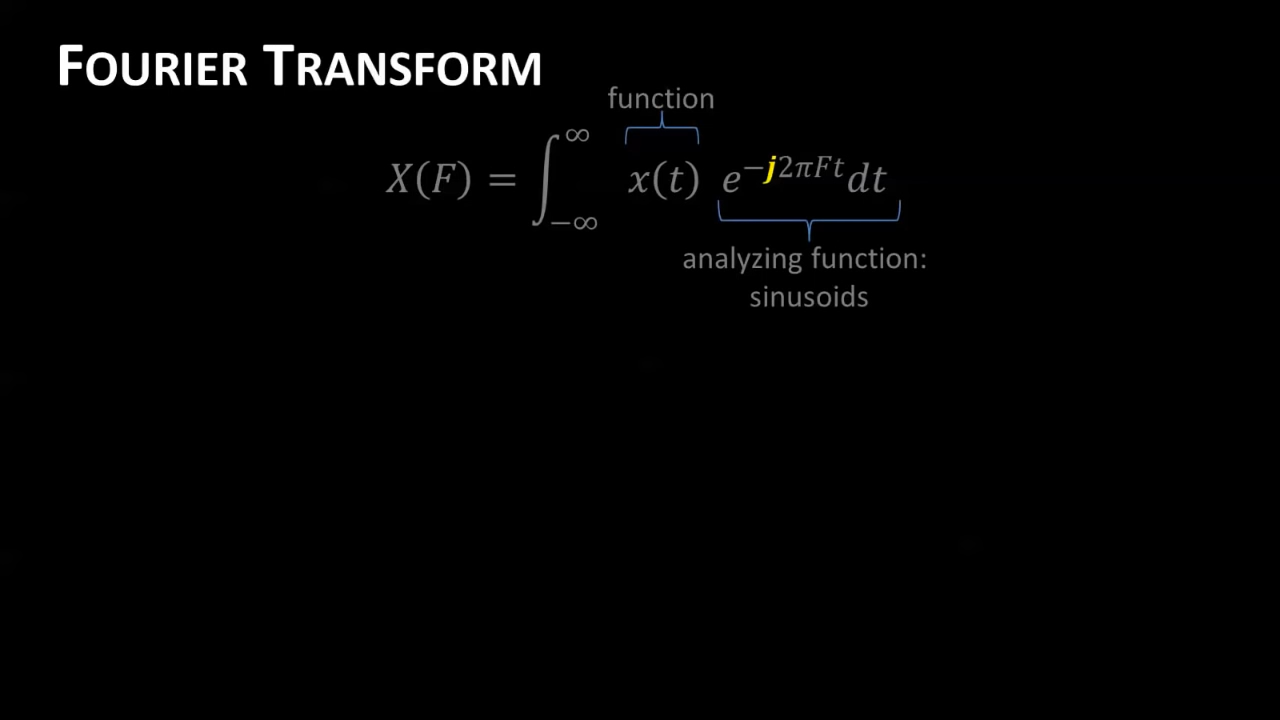 FOURIER TRANSFORM
function
X(F) = ∫_{−∞}^{∞} x(t) e^{−j2πFt}dt
analyzing function:
sinusoids